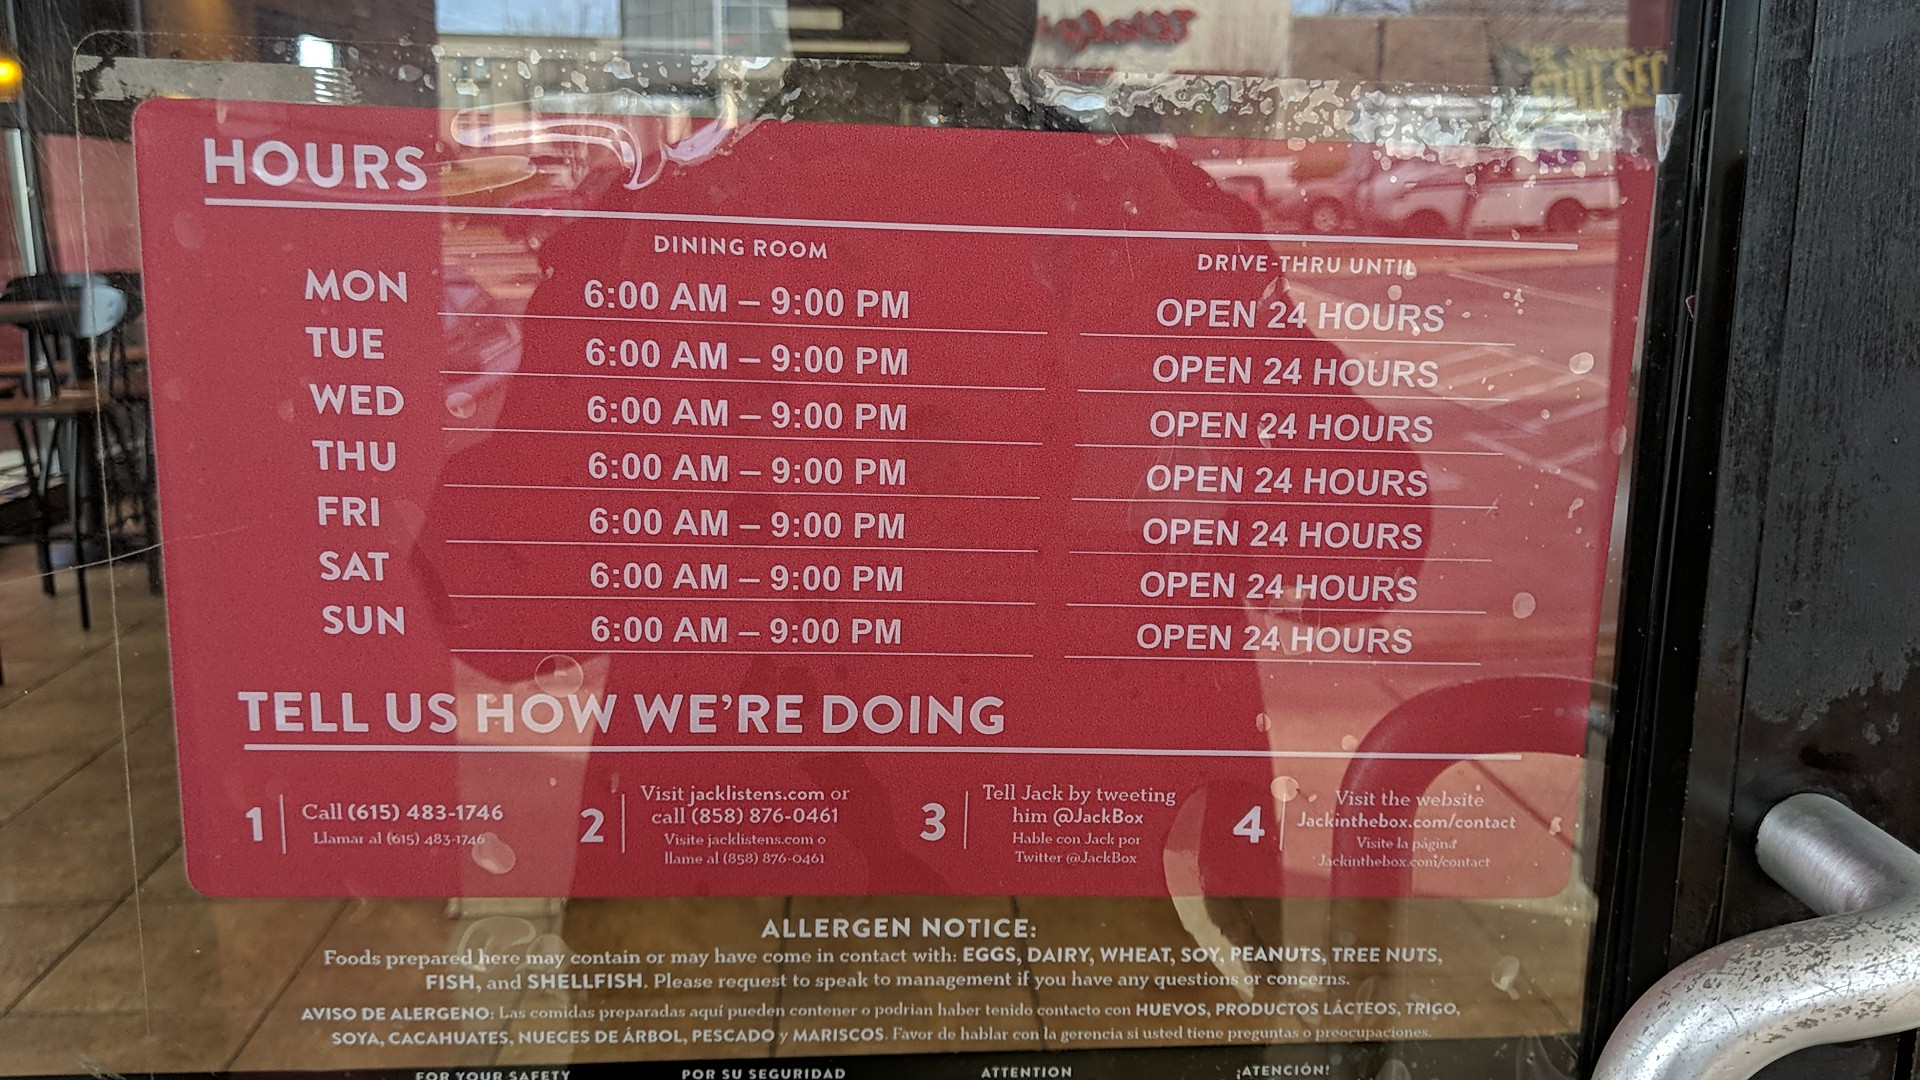 HOURS
DINING ROOM DRIVE-THRU UNTIL
MON 6:00 AM – 9:00 PM OPEN 24 HOURS
TUE 6:00 AM – 9:00 PM OPEN 24 HOURS
WED 6:00 AM – 9:00 PM OPEN 24 HOURS
THU 6:00 AM – 9:00 PM OPEN 24 HOURS
FRI 6:00 AM – 9:00 PM OPEN 24 HOURS
SAT 6:00 AM – 9:00 PM OPEN 24 HOURS
SUN 6:00 AM – 9:00 PM OPEN 24 HOURS
TELL US HOW WE'RE DOING
1
Call (615) 483-1746
Llamar al (615) 483-1746
2
Visit jacklistens.com or
call (858) 876-0461
Visite jacklistens.com o
llame al (858) 876-0461
3
Tell Jack by tweeting
him @JackBox
Hable con Jack por
Twitter @JackBox
4
Visit the website
Jackinthebox.com/contact
Visite la página
Jackinthebox.com/contact
ALLERGEN NOTICE:
Foods prepared here may contain or may have come in contact with: EGGS, DAIRY, WHEAT, SOY, PEANUTS, TREE NUTS,
FISH, and SHELLFISH. Please request to speak to management if you have any questions or concerns.
AVISO DE ALERGENO: Las comidas preparadas aquí pueden contener o podrian haber tenido contacto con HUEVOS, PRODUCTOS LÁCTEOS, TRIGO,
SOYA, CACAHUATES, NUECES DE ÁRBOL, PESCADO y MARISCOS. Favor de hablar con la gerencia si usted tiene preguntas o preocupaciones.
FOR YOUR SAFETY POR SU SEGURIDAD ATTENTION ¡ATENCIÓN!